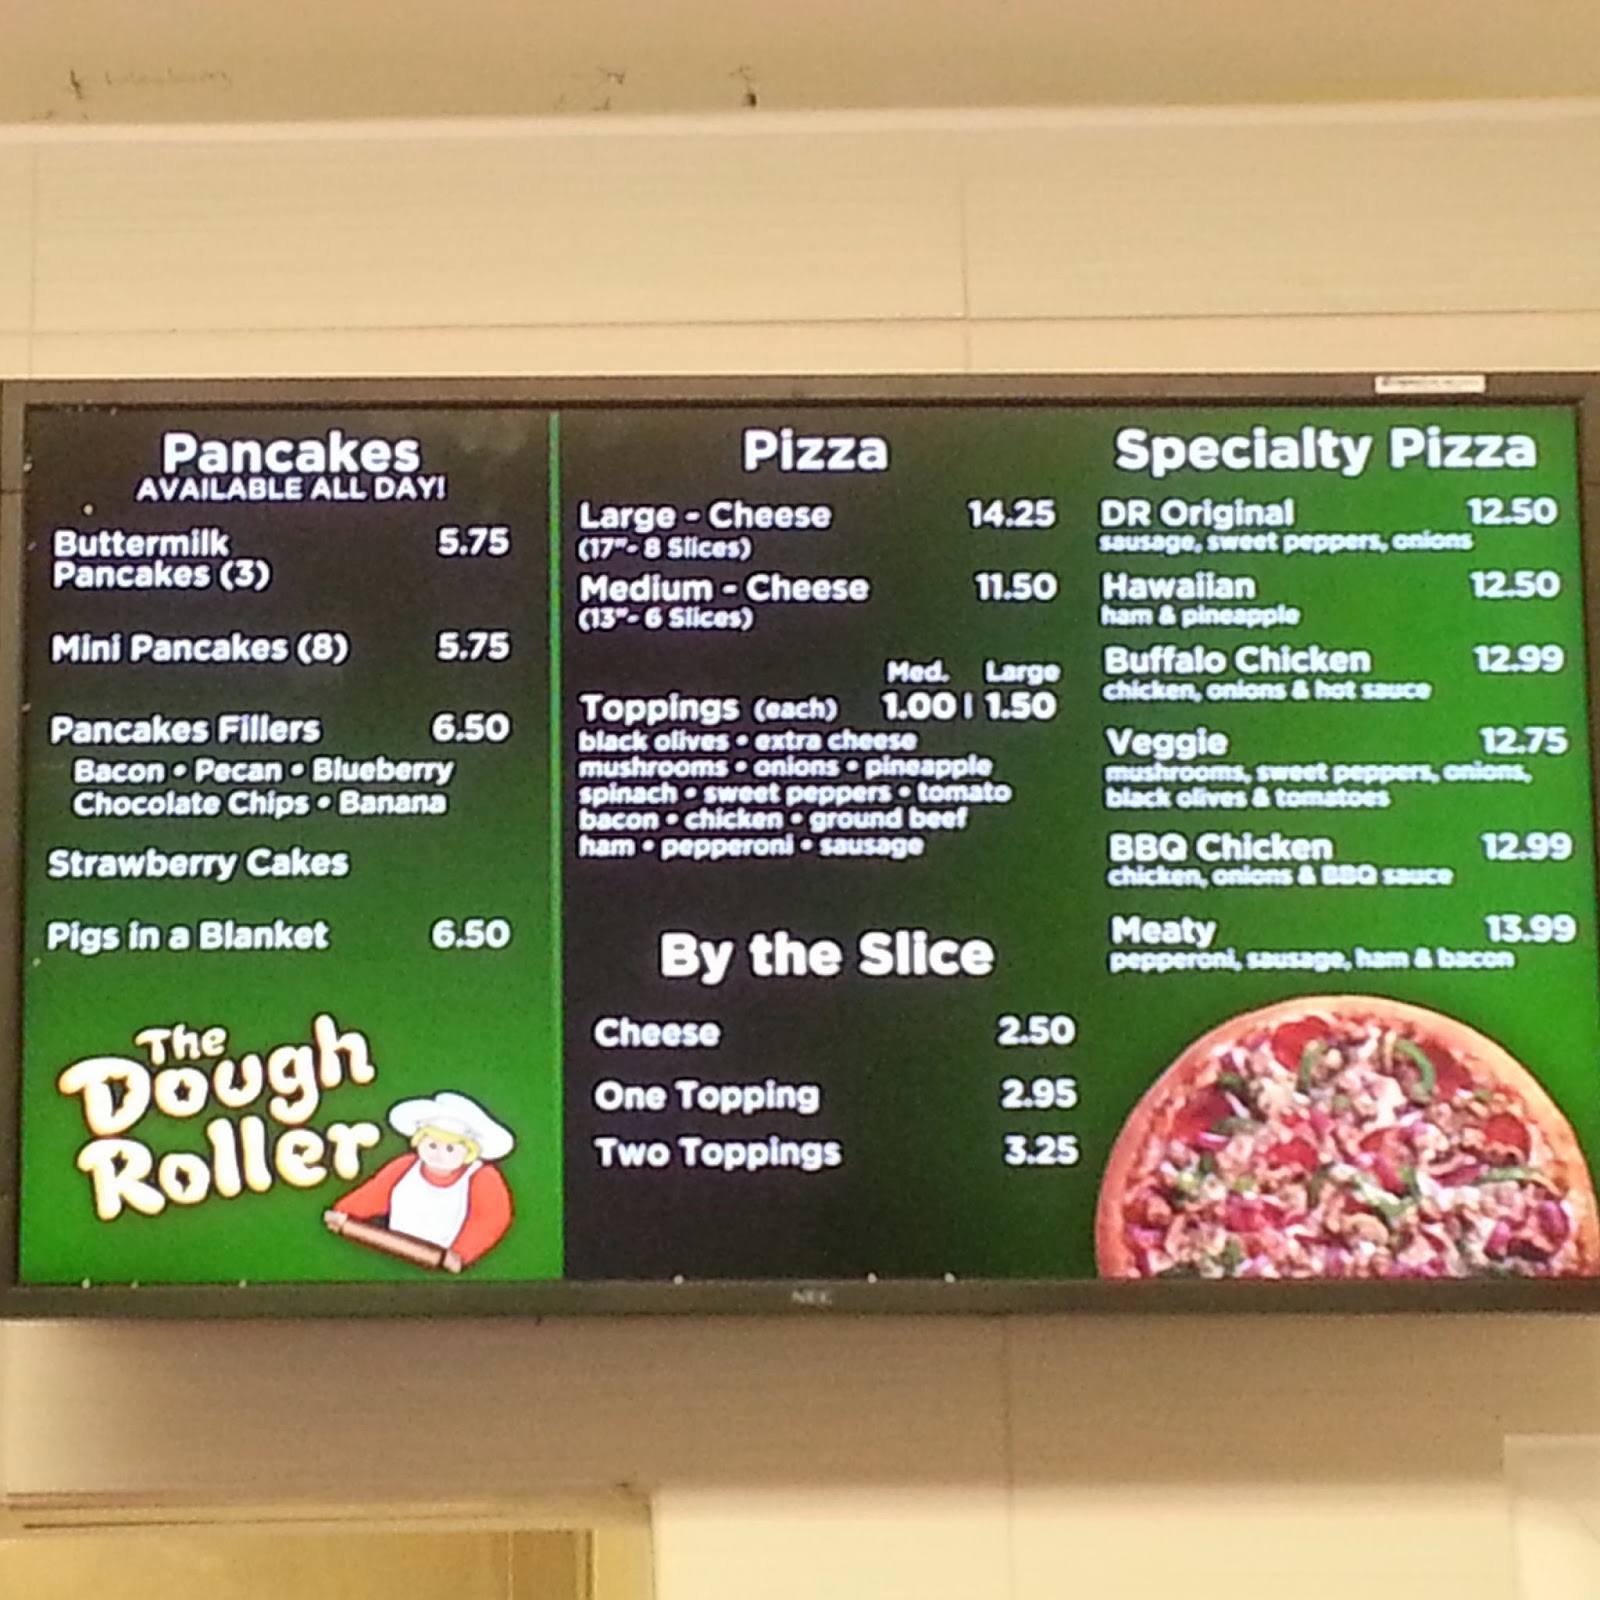 Pancakes
AVAILABLE ALL DAY!
Buttermilk 5.75
Pancakes (3)
Mini Pancakes (8) 5.75
Pancakes Fillers 6.50
Bacon • Pecan • Blueberry
Chocolate Chips • Banana
Strawberry Cakes
Pigs in a Blanket 6.50
The
Dough
Roller
Pizza
Large - Cheese 14.25
(17"- 8 Slices)
Medium - Cheese 11.50
(13"- 6 Slices)
Med. Large
Toppings (each) 1.00 | 1.50
black olives • extra cheese
mushrooms • onions • pineapple
spinach • sweet peppers • tomato
bacon • chicken • ground beef
ham • pepperoni • sausage
By the Slice
Cheese 2.50
One Topping 2.95
Two Toppings 3.25
Specialty Pizza
DR Original 12.50
sausage, sweet peppers, onions
Hawaiian 12.50
ham & pineapple
Buffalo Chicken 12.99
chicken, onions & hot sauce
Veggie 12.75
mushrooms, sweet peppers, onions,
black olives & tomatoes
BBQ Chicken 12.99
chicken, onions & BBQ sauce
Meaty 13.99
pepperoni, sausage, ham & bacon
NEC